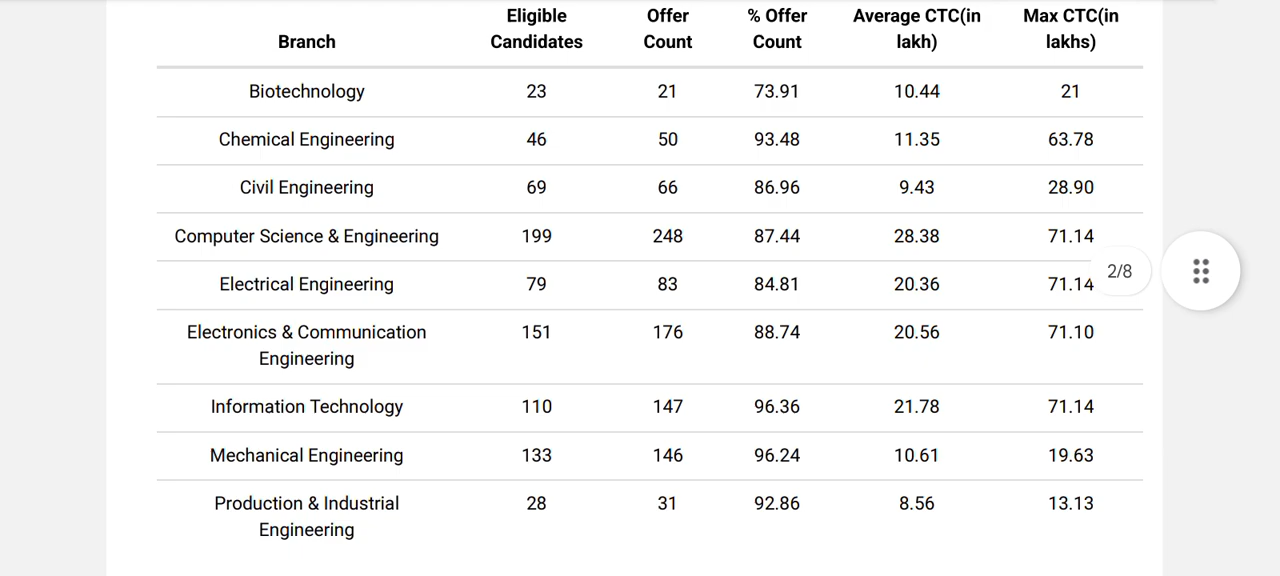 Branch Eligible Candidates Offer Count % Offer Count Average CTC(in lakh) Max CTC(in lakhs)
Biotechnology 23 21 73.91 10.44 21
Chemical Engineering 46 50 93.48 11.35 63.78
Civil Engineering 69 66 86.96 9.43 28.90
Computer Science & Engineering 199 248 87.44 28.38 71.14
Electrical Engineering 79 83 84.81 20.36 71.14
2/8
Electronics & Communication Engineering 151 176 88.74 20.56 71.10
Information Technology 110 147 96.36 21.78 71.14
Mechanical Engineering 133 146 96.24 10.61 19.63
Production & Industrial Engineering 28 31 92.86 8.56 13.13